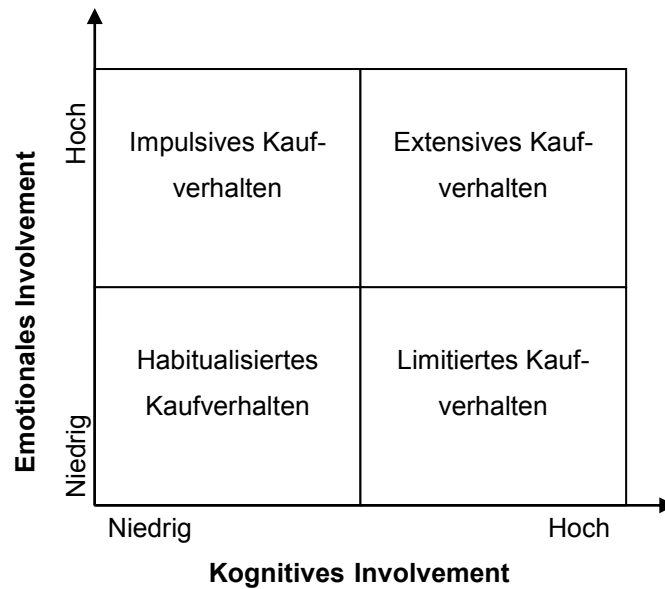 Emotionales Involvement
Hoch
Niedrig
Impulsives Kauf-
verhalten
Extensives Kauf-
verhalten
Habitualisiertes
Kaufverhalten
Limitiertes Kauf-
verhalten
Niedrig
Hoch
Kognitives Involvement